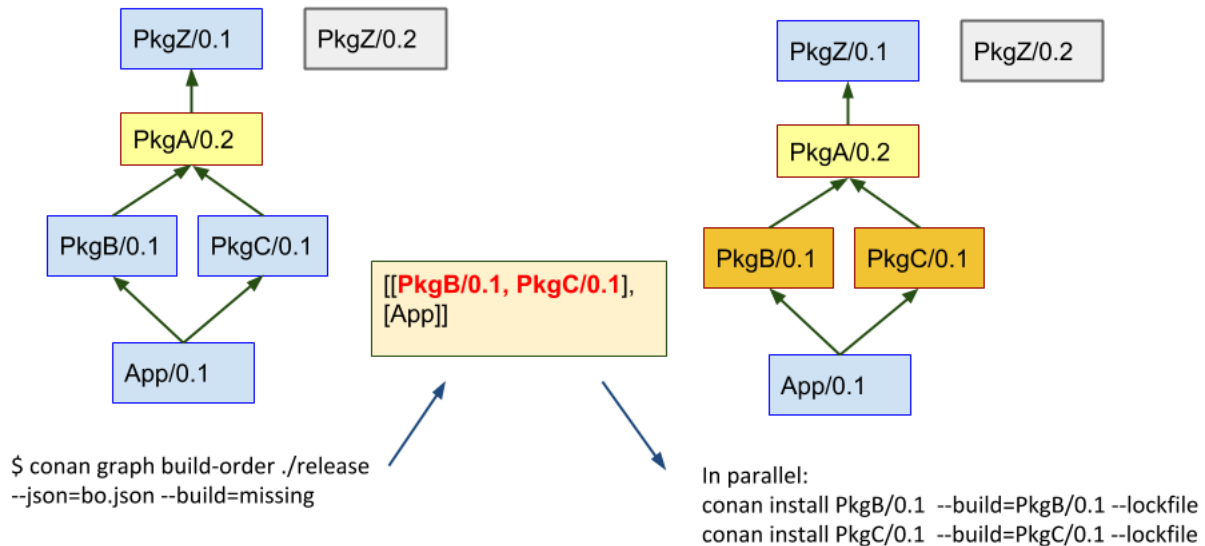 PkgZ/0.1
PkgZ/0.2
PkgA/0.2
PkgB/0.1
PkgC/0.1
App/0.1
$ conan graph build-order ./release
--json=bo.json --build=missing
[[PkgB/0.1, PkgC/0.1],
[App]]
PkgZ/0.1
PkgZ/0.2
PkgA/0.2
PkgB/0.1
PkgC/0.1
App/0.1
In parallel:
conan install PkgB/0.1 --build=PkgB/0.1 --lockfile
conan install PkgC/0.1 --build=PkgC/0.1 --lockfile